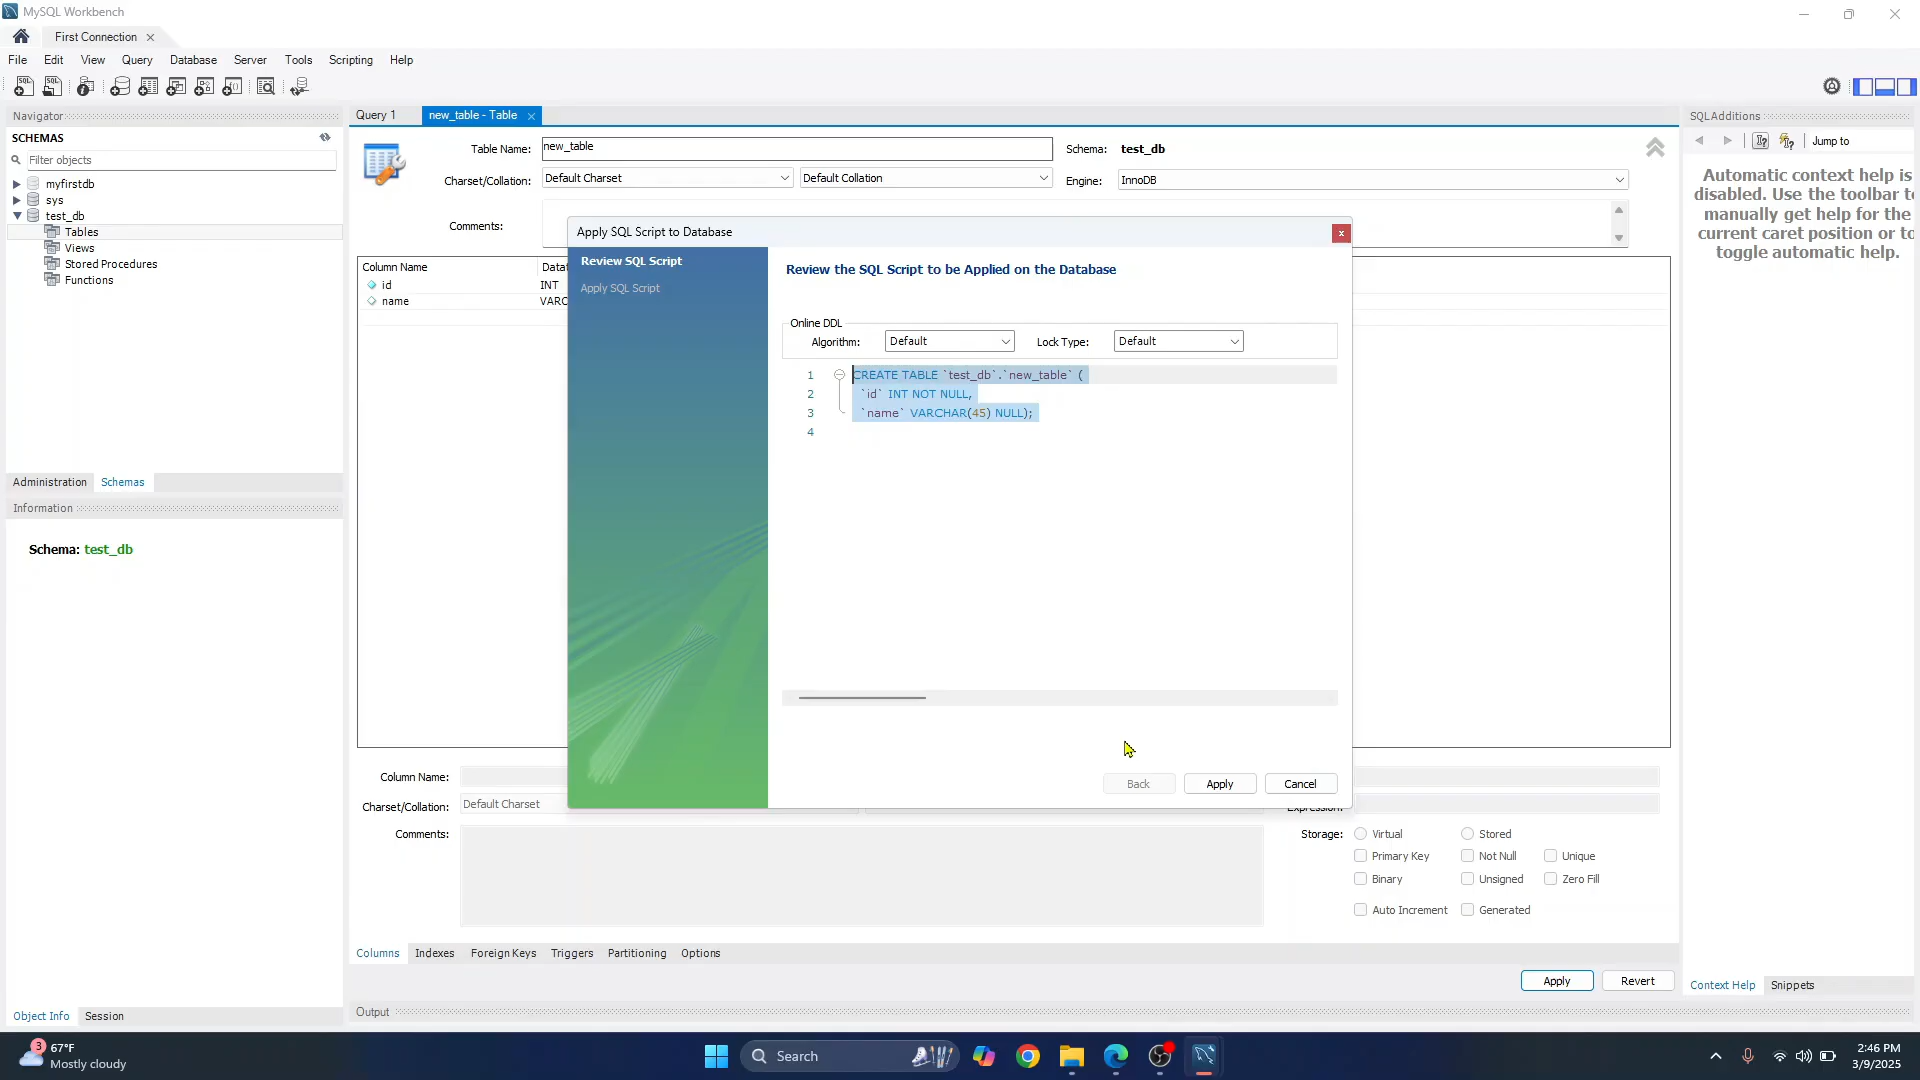 MySQL Workbench
First Connection
File Edit View Query Database Server Tools Scripting Help
Navigator
SCHEMAS
Filter objects
myfirstdb
sys
test_db
Tables
Views
Stored Procedures
Functions
Administration Schemas
Information
Schema: test_db
Object Info Session
Query 1 new_table - Table
Table Name: new_table Schema: test_db
Charset/Collation: Default Charset Default Collation Engine: InnoDB
Comments:
Column Name Datat
id INT
name VARC
Apply SQL Script to Database
Review SQL Script
Apply SQL Script
Review the SQL Script to be Applied on the Database
Online DDL
Algorithm: Default Lock Type: Default
1 CREATE TABLE `test_db`.`new_table` (
2 `id` INT NOT NULL,
3 `name` VARCHAR(45) NULL);
4
Back Apply Cancel
Column Name:
Charset/Collation: Default Charset Expression:
Comments:
Storage: Virtual Stored
Primary Key Not Null Unique
Binary Unsigned Zero Fill
Auto Increment Generated
Columns Indexes Foreign Keys Triggers Partitioning Options
Apply Revert
Output
SQLAdditions
Jump to
Automatic context help is
disabled. Use the toolbar to
manually get help for the
current caret position or to
toggle automatic help.
Context Help Snippets
3
67°F
Mostly cloudy
Search
2:46 PM
3/9/2025